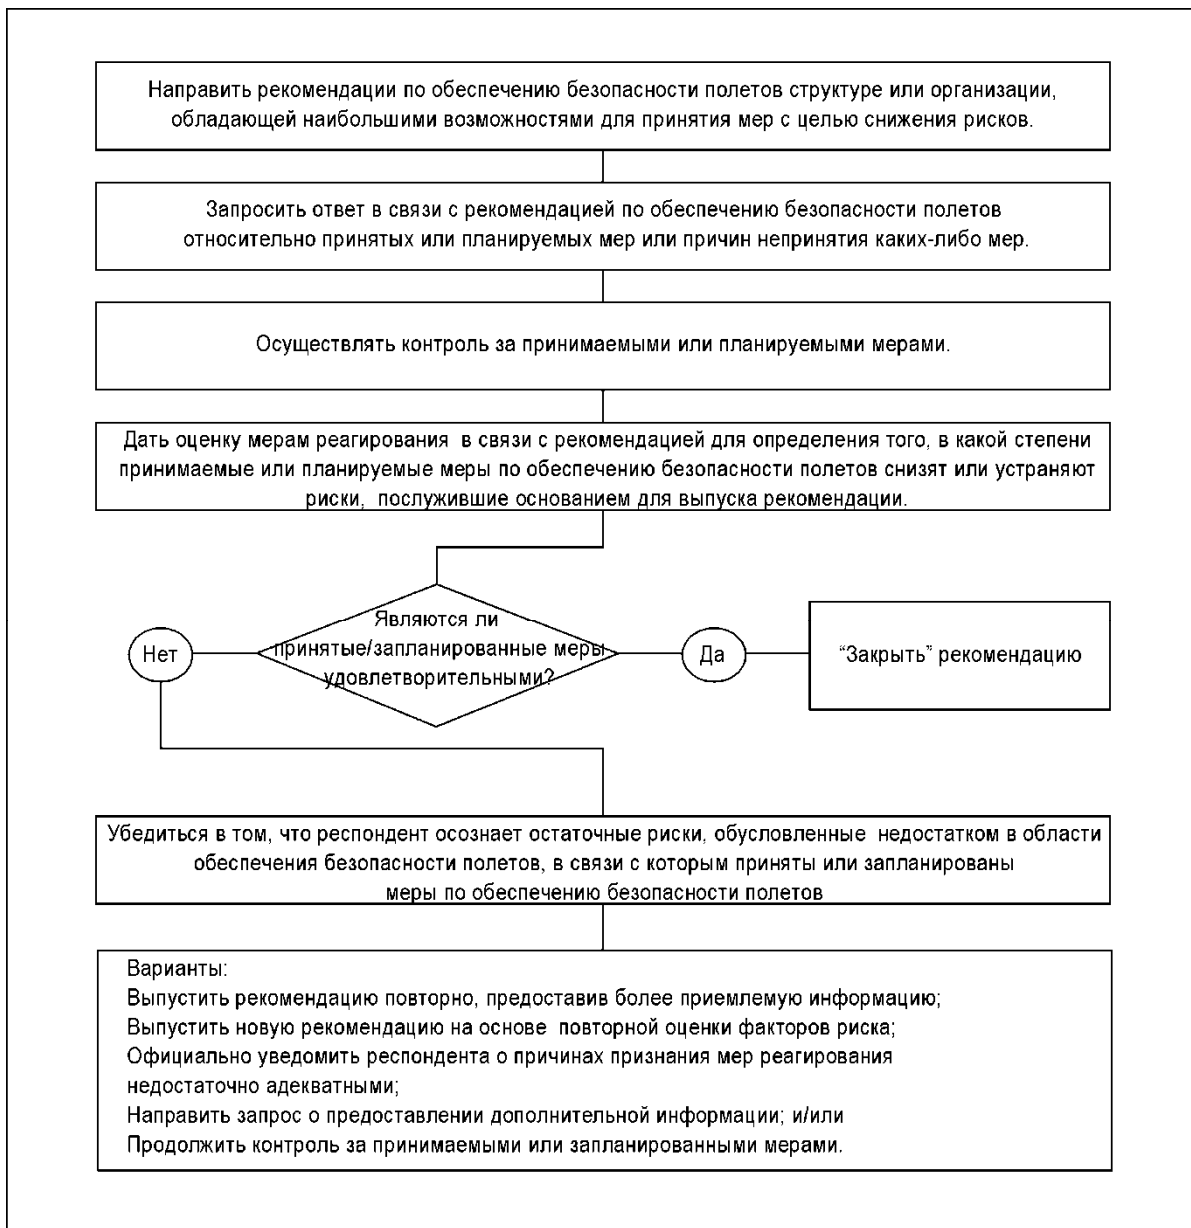 Направить рекомендации по обеспечению безопасности полетов структуре или организации,
обладающей наибольшими возможностями для принятия мер с целью снижения рисков.
Запросить ответ в связи с рекомендацией по обеспечению безопасности полетов
относительно принятых или планируемых мер или причин непринятия каких-либо мер.
Осуществлять контроль за принимаемыми или планируемыми мерами.
Дать оценку мерам реагирования в связи с рекомендацией для определения того, в какой степени
принимаемые или планируемые меры по обеспечению безопасности полетов снизят или устраняют
риски, послужившие основанием для выпуска рекомендации.
Являются ли
принятые/запланированные меры
удовлетворительными?
Нет
Да
“Закрыть” рекомендацию
Убедиться в том, что респондент осознает остаточные риски, обусловленные недостатком в области
обеспечения безопасности полетов, в связи с которым приняты или запланированы
меры по обеспечению безопасности полетов
Варианты:
Выпустить рекомендацию повторно, предоставив более приемлемую информацию;
Выпустить новую рекомендацию на основе повторной оценки факторов риска;
Официально уведомить респондента о причинах признания мер реагирования
недостаточно адекватными;
Направить запрос о предоставлении дополнительной информации; и/или
Продолжить контроль за принимаемыми или запланированными мерами.